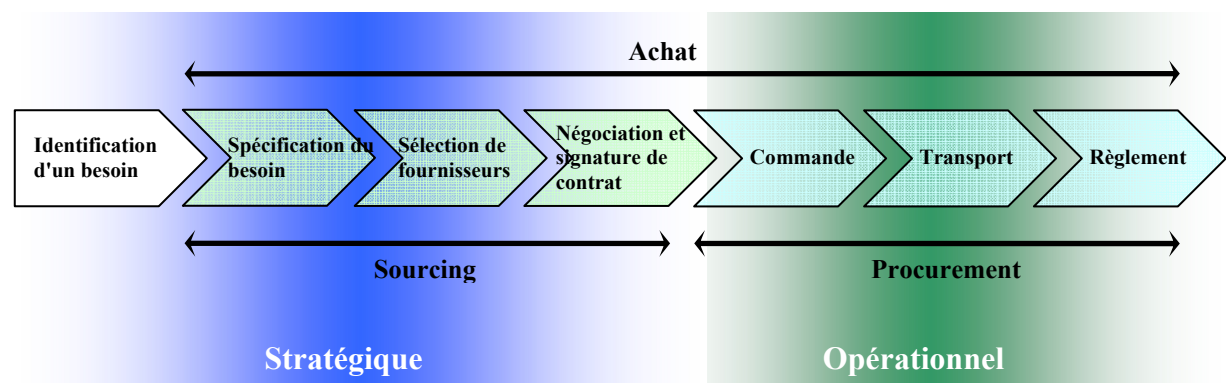 Achat
Identification
d'un besoin
Spécification du
besoin
Sélection de
fournisseurs
Négociation et
signature de
contrat
Commande
Transport
Règlement
Sourcing
Procurement
Stratégique
Opérationnel